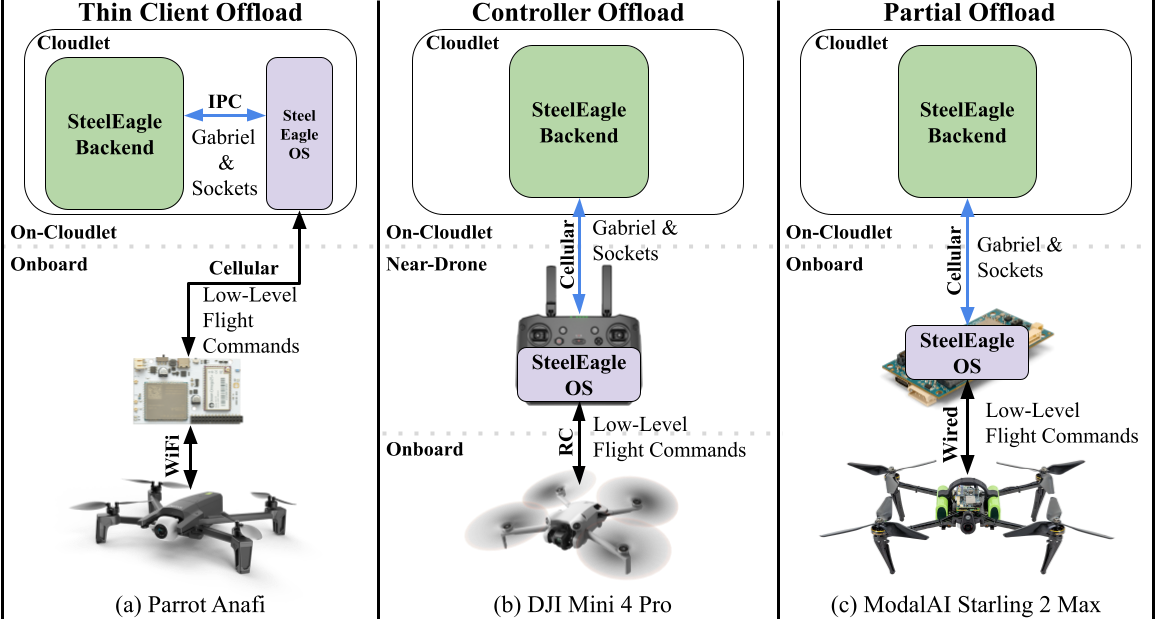 Thin Client Offload
Cloudlet
SteelEagle
Backend
IPC
Gabriel
&
Sockets
Steel
Eagle
OS
On-Cloudlet
Onboard
Cellular
Low-Level
Flight
Commands
WiFi
(a) Parrot Anafi
Controller Offload
Cloudlet
SteelEagle
Backend
Cellular
Gabriel &
Sockets
On-Cloudlet
Near-Drone
SteelEagle
OS
RC
Low-Level
Flight Commands
Onboard
(b) DJI Mini 4 Pro
Partial Offload
Cloudlet
SteelEagle
Backend
On-Cloudlet
Onboard
Cellular
Gabriel &
Sockets
SteelEagle
OS
Wired
Low-Level
Flight Commands
(c) ModalAI Starling 2 Max